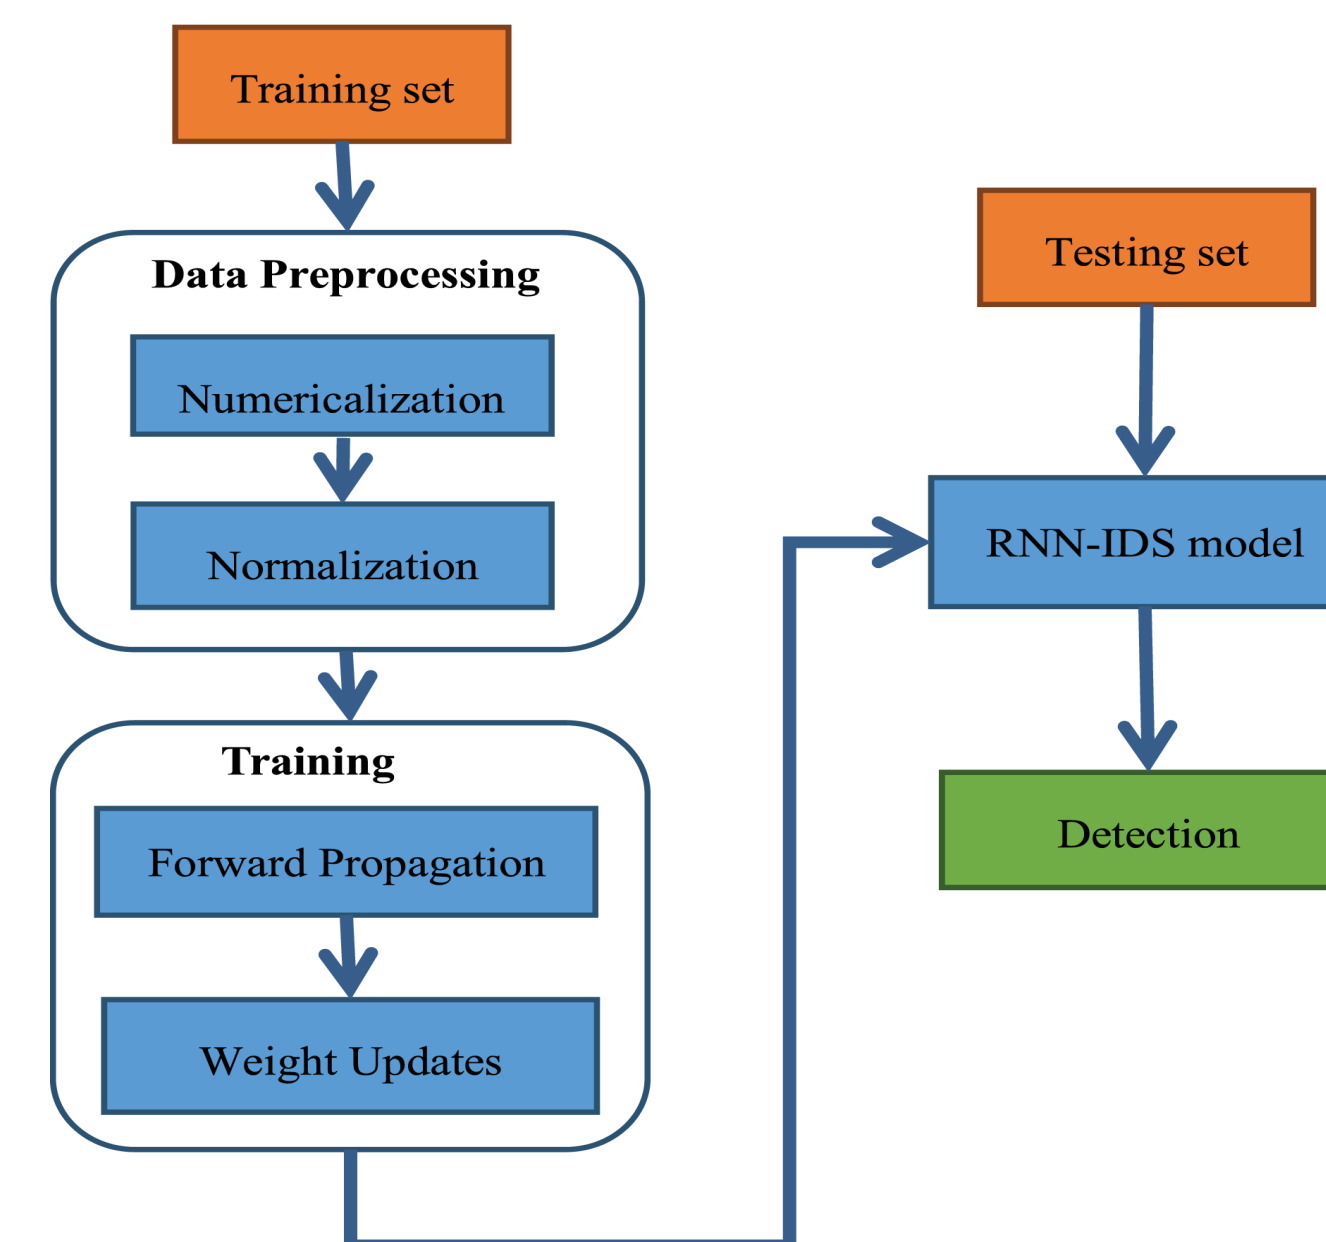 Training set
Data Preprocessing
Numericalization
Normalization
Training
Forward Propagation
Weight Updates
Testing set
RNN-IDS model
Detection